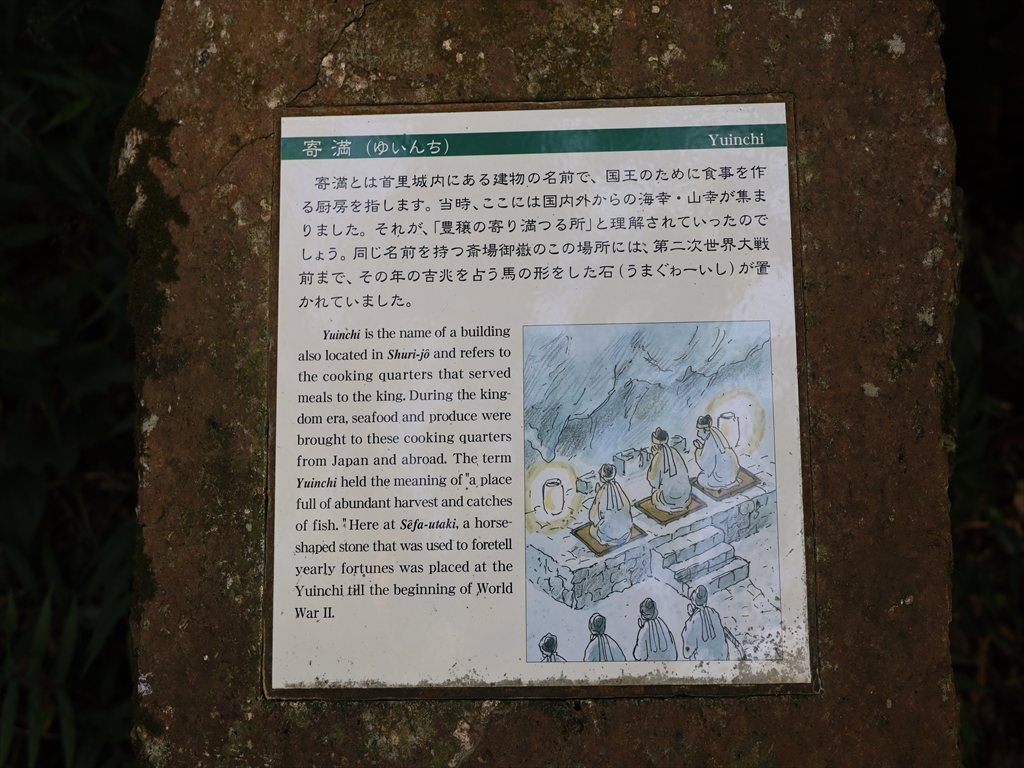 寄満 (ゆいんち)
Yuinchi
寄満とは首里城内にある建物の名前で、国王のために食事を作
る厨房を指します。当時、ここには国内外からの海幸・山幸が集ま
りました。それが、「豊穣の寄り満つる所」と理解されていったので
しょう。同じ名前を持つ斎場御嶽のこの場所には、第二次世界大戦
前まで、その年の吉兆を占う馬の形をした石(うまぐゎーいし)が置
かれていました。
Yuinchi is the name of a building
also located in Shuri-jō and refers to
the cooking quarters that served
meals to the king. During the king-
dom era, seafood and produce were
brought to these cooking quarters
from Japan and abroad. The term
Yuinchi held the meaning of "a place
full of abundant harvest and catches
of fish." Here at Sēfa-utaki, a horse-
shaped stone that was used to foretell
yearly fortunes was placed at the
Yuinchi till the beginning of World
War II.